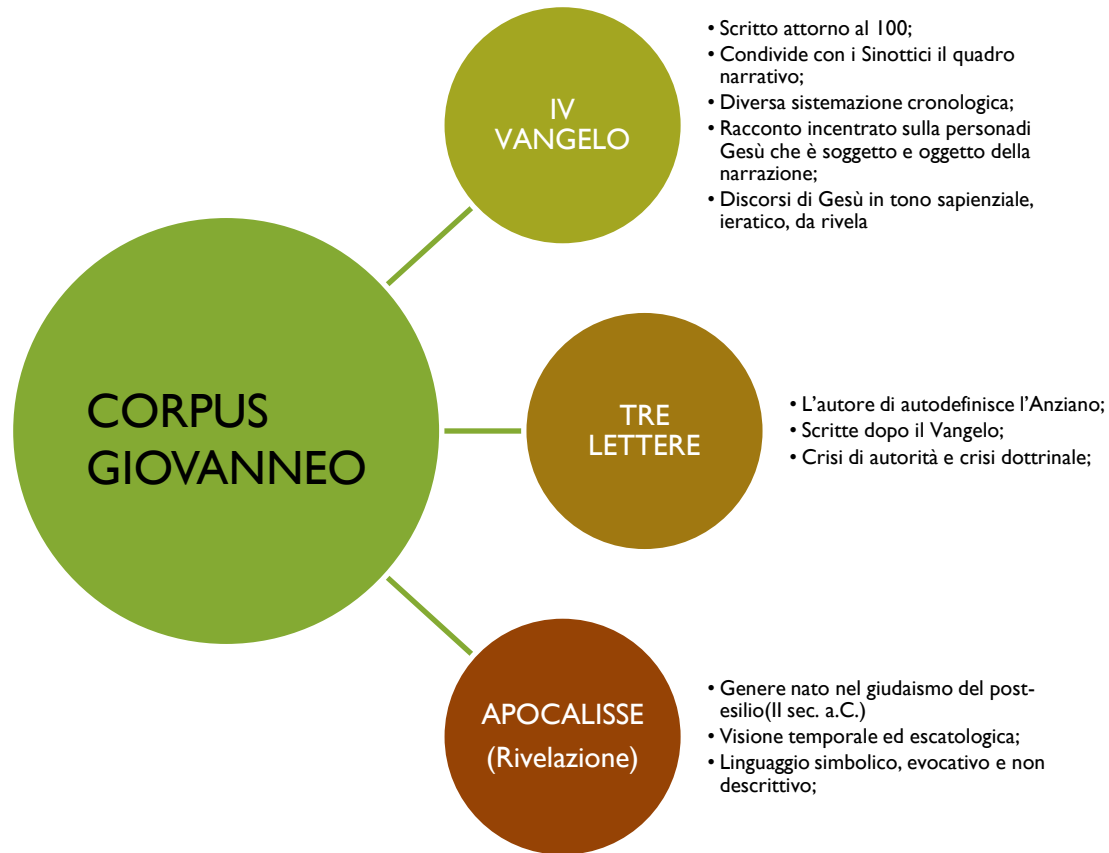 CORPUS
GIOVANNEO
IV
VANGELO
• Scritto attorno al 100;
• Condivide con i Sinottici il quadro
narrativo;
• Diversa sistemazione cronologica;
• Racconto incentrato sulla personadi
Gesù che è soggetto e oggetto della
narrazione;
• Discorsi di Gesù in tono sapienziale,
ieratico, da rivela
TRE
LETTERE
• L’autore di autodefinisce l’Anziano;
• Scritte dopo il Vangelo;
• Crisi di autorità e crisi dottrinale;
APOCALISSE
(Rivelazione)
• Genere nato nel giudaismo del post-
esilio(II sec. a.C.)
• Visione temporale ed escatologica;
• Linguaggio simbolico, evocativo e non
descrittivo;